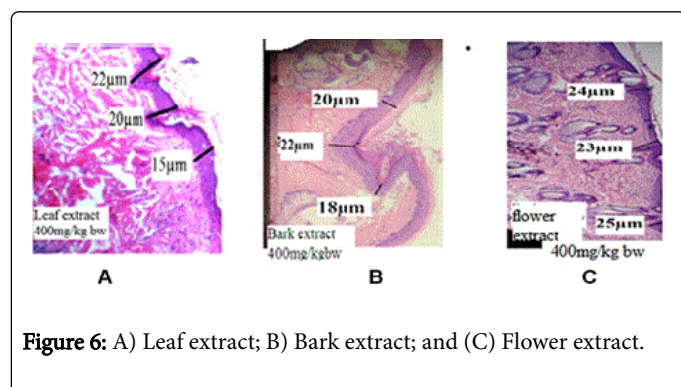 22μm
20μm
15μm
Leaf extract
400mg/kg bw
A
20μm
22μm
18μm
Bark extract
400mg/kgbw
B
24μm
23μm
25μm
flower
extract
400mg/kg bw
C
Figure 6: A) Leaf extract; B) Bark extract; and (C) Flower extract.